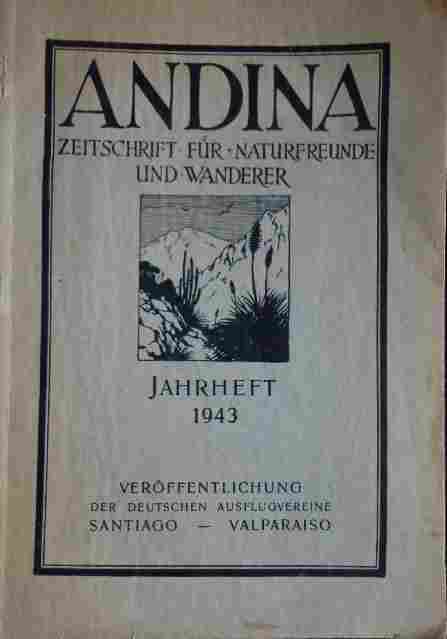 ANDINA
ZEITSCHRIFT · FÜR · NATURFREUNDE
UND · WANDERER
JAHRHEFT
1943
VERÖFFENTLICHUNG
DER DEUTSCHEN AUSFLUGVEREINE
SANTIAGO — VALPARAISO